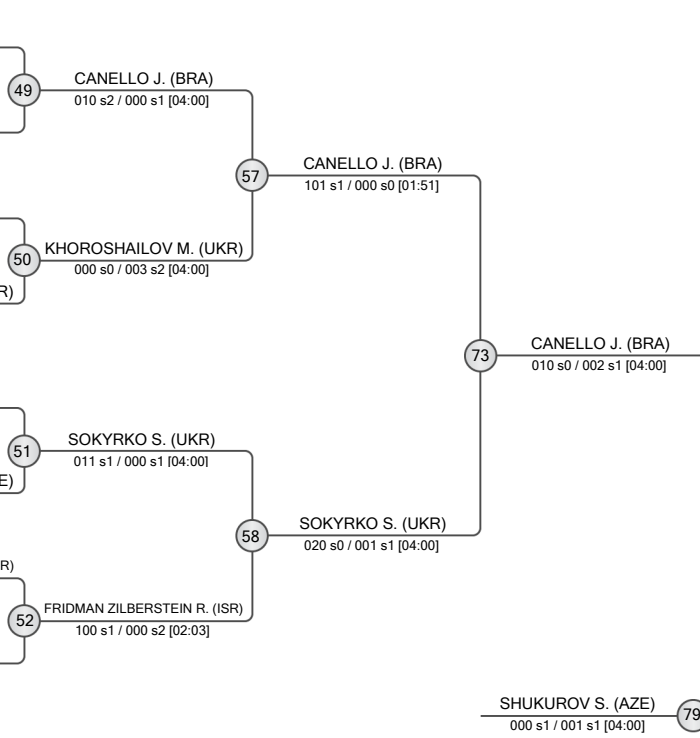 CANELLO J. (BRA)
49
010 s2 / 000 s1 [04:00]
CANELLO J. (BRA)
57
101 s1 / 000 s0 [01:51]
KHOROSHAILOV M. (UKR)
50
000 s0 / 003 s2 [04:00]
R)
CANELLO J. (BRA)
73
010 s0 / 002 s1 [04:00]
SOKYRKO S. (UKR)
51
011 s1 / 000 s1 [04:00]
E)
SOKYRKO S. (UKR)
58
020 s0 / 001 s1 [04:00]
R)
FRIDMAN ZILBERSTEIN R. (ISR)
52
100 s1 / 000 s2 [02:03]
SHUKUROV S. (AZE)
79
000 s1 / 001 s1 [04:00]